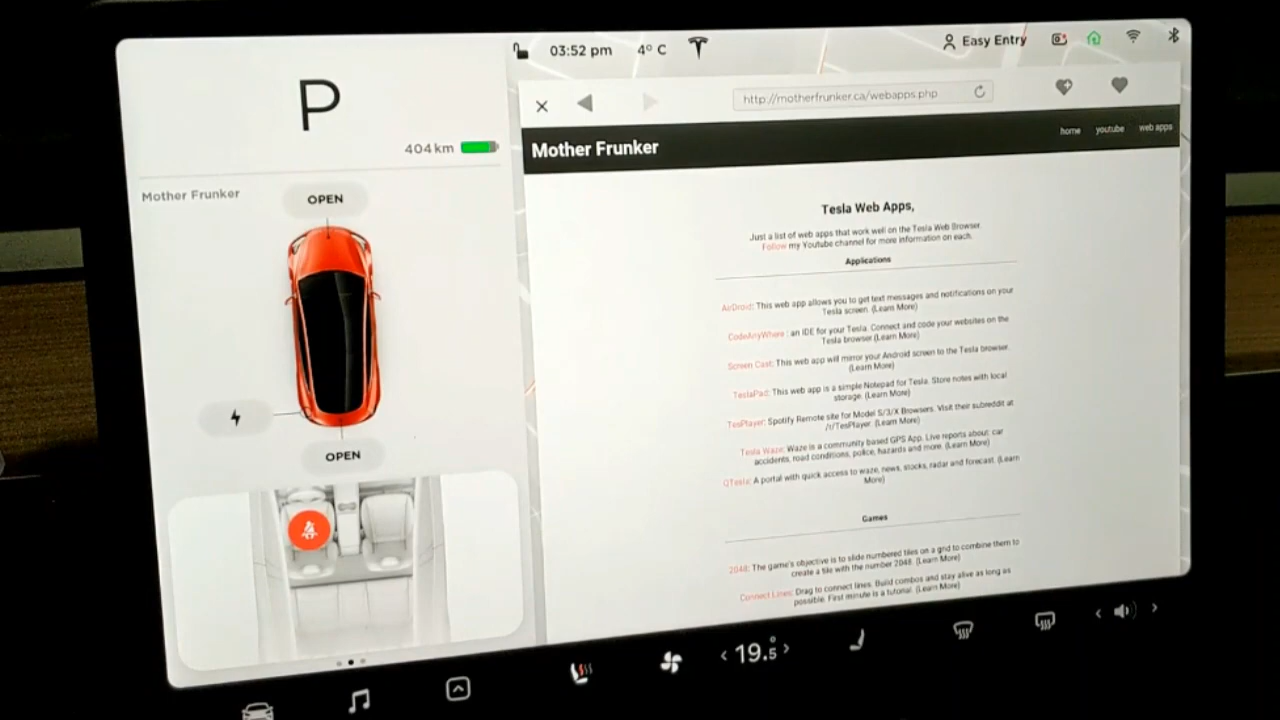 03:52 pm 4° C Easy Entry
P
404 km
http://motherfrunker.ca/webapps.php
Mother Frunker home youtube web apps
Mother Frunker
OPEN
OPEN
Tesla Web Apps,
Just a list of web apps that work well on the Tesla Web Browser
Follow my Youtube channel for more information on each.
Applications
AirDroid: This web app allows you to get text messages and notifications on your
Tesla screen. (Learn More)
CodeAnyWhere : an IDE for your Tesla. Connect and code your websites on the
Tesla browser (Learn More)
Screen Cast: This web app will mirror your Android screen to the Tesla browser.
(Learn More)
TeslaPad: This web app is a simple Notepad for Tesla. Store notes with local
storage. (Learn More)
TesPlayer: Spotify Remote site for Model S/3/X Browsers. Visit their subreddit at
/r/TesPlayer. (Learn More)
Tesla Waze: Waze is a community based GPS App. Live reports about: car
accidents, road conditions, police, hazards and more. (Learn More)
QTesla: A portal with quick access to waze, news, stocks, radar and forecast. (Learn
More)
Games
2048: The game's objective is to slide numbered tiles on a grid to combine them to
create a tile with the number 2048. (Learn More)
Connect Lines: Drag to connect lines. Build combos and stay alive as long as
possible. First minute is a tutorial. (Learn More)
19.5°